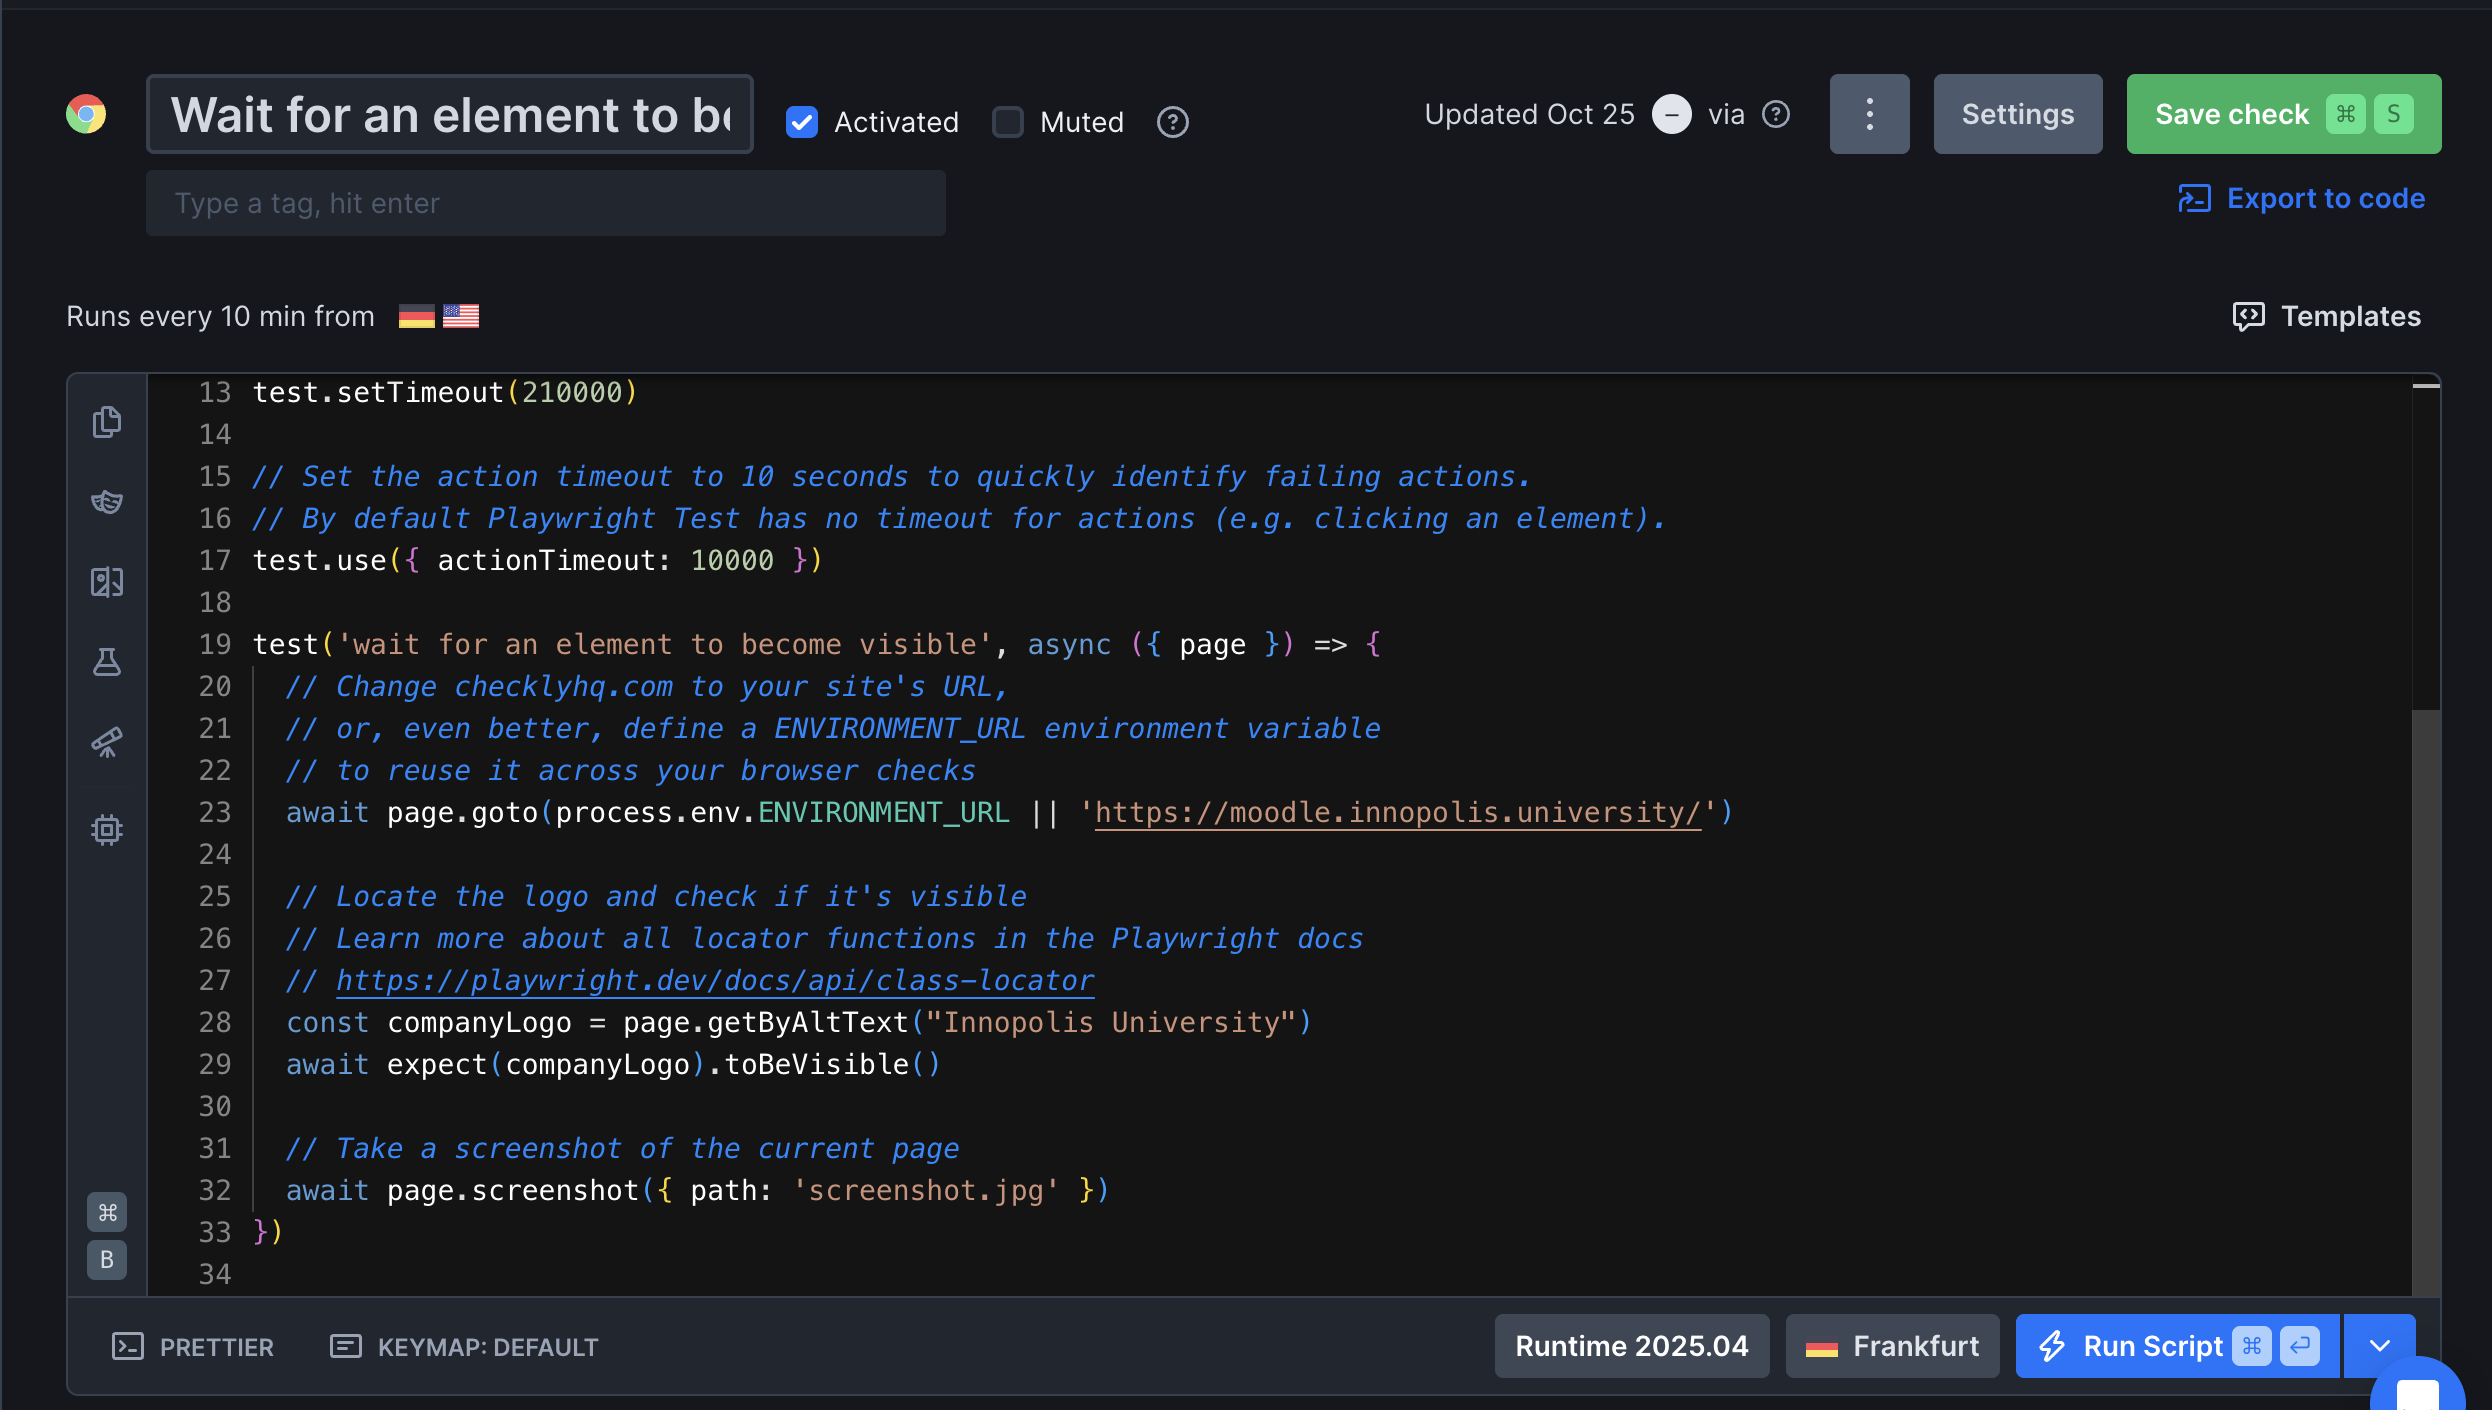 Wait for an element to be
Activated
Muted
Updated Oct 25
via
Settings
Save check ⌘ S
Type a tag, hit enter
Export to code
Runs every 10 min from
Templates
13 test.setTimeout(210000)
14
15 // Set the action timeout to 10 seconds to quickly identify failing actions.
16 // By default Playwright Test has no timeout for actions (e.g. clicking an element).
17 test.use({ actionTimeout: 10000 })
18
19 test('wait for an element to become visible', async ({ page }) => {
20 // Change checklyhq.com to your site's URL,
21 // or, even better, define a ENVIRONMENT_URL environment variable
22 // to reuse it across your browser checks
23 await page.goto(process.env.ENVIRONMENT_URL || 'https://moodle.innopolis.university/')
24
25 // Locate the logo and check if it's visible
26 // Learn more about all locator functions in the Playwright docs
27 // https://playwright.dev/docs/api/class-locator
28 const companyLogo = page.getByAltText("Innopolis University")
29 await expect(companyLogo).toBeVisible()
30
31 // Take a screenshot of the current page
32 await page.screenshot({ path: 'screenshot.jpg' })
33 })
34
⌘
B
PRETTIER
KEYMAP: DEFAULT
Runtime 2025.04
Frankfurt
Run Script ⌘